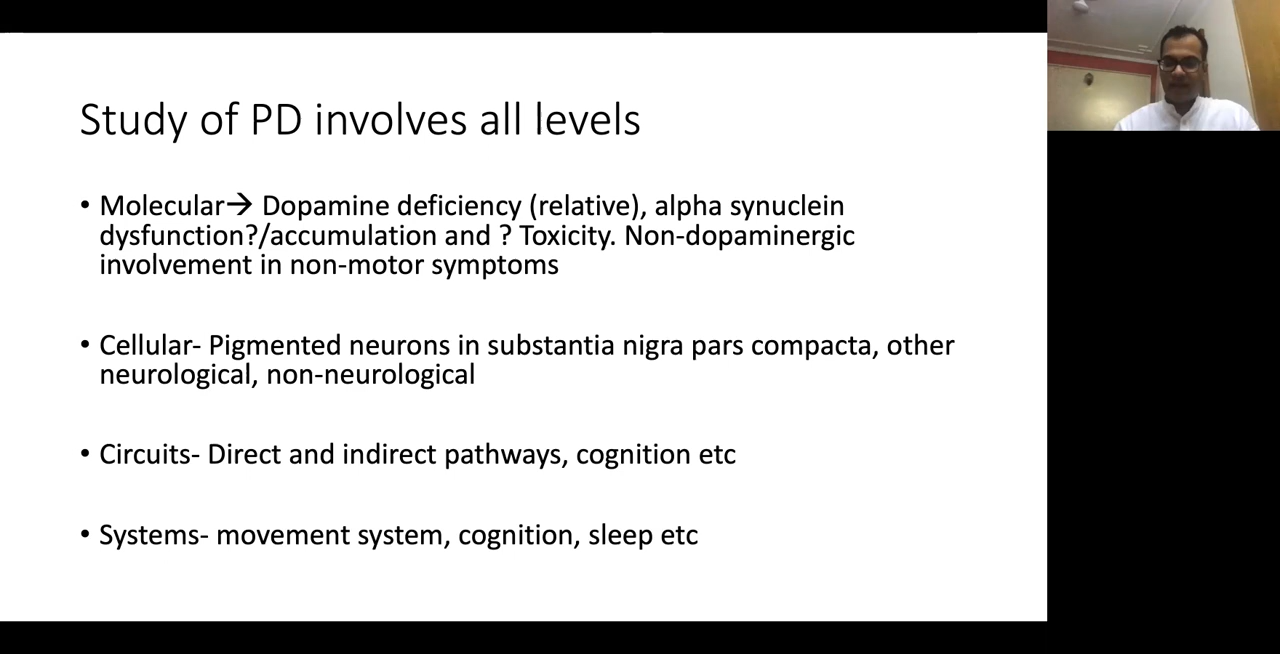 Study of PD involves all levels
• Molecular→ Dopamine deficiency (relative), alpha synuclein
dysfunction?/accumulation and ? Toxicity. Non-dopaminergic
involvement in non-motor symptoms
• Cellular- Pigmented neurons in substantia nigra pars compacta, other
neurological, non-neurological
• Circuits- Direct and indirect pathways, cognition etc
• Systems- movement system, cognition, sleep etc